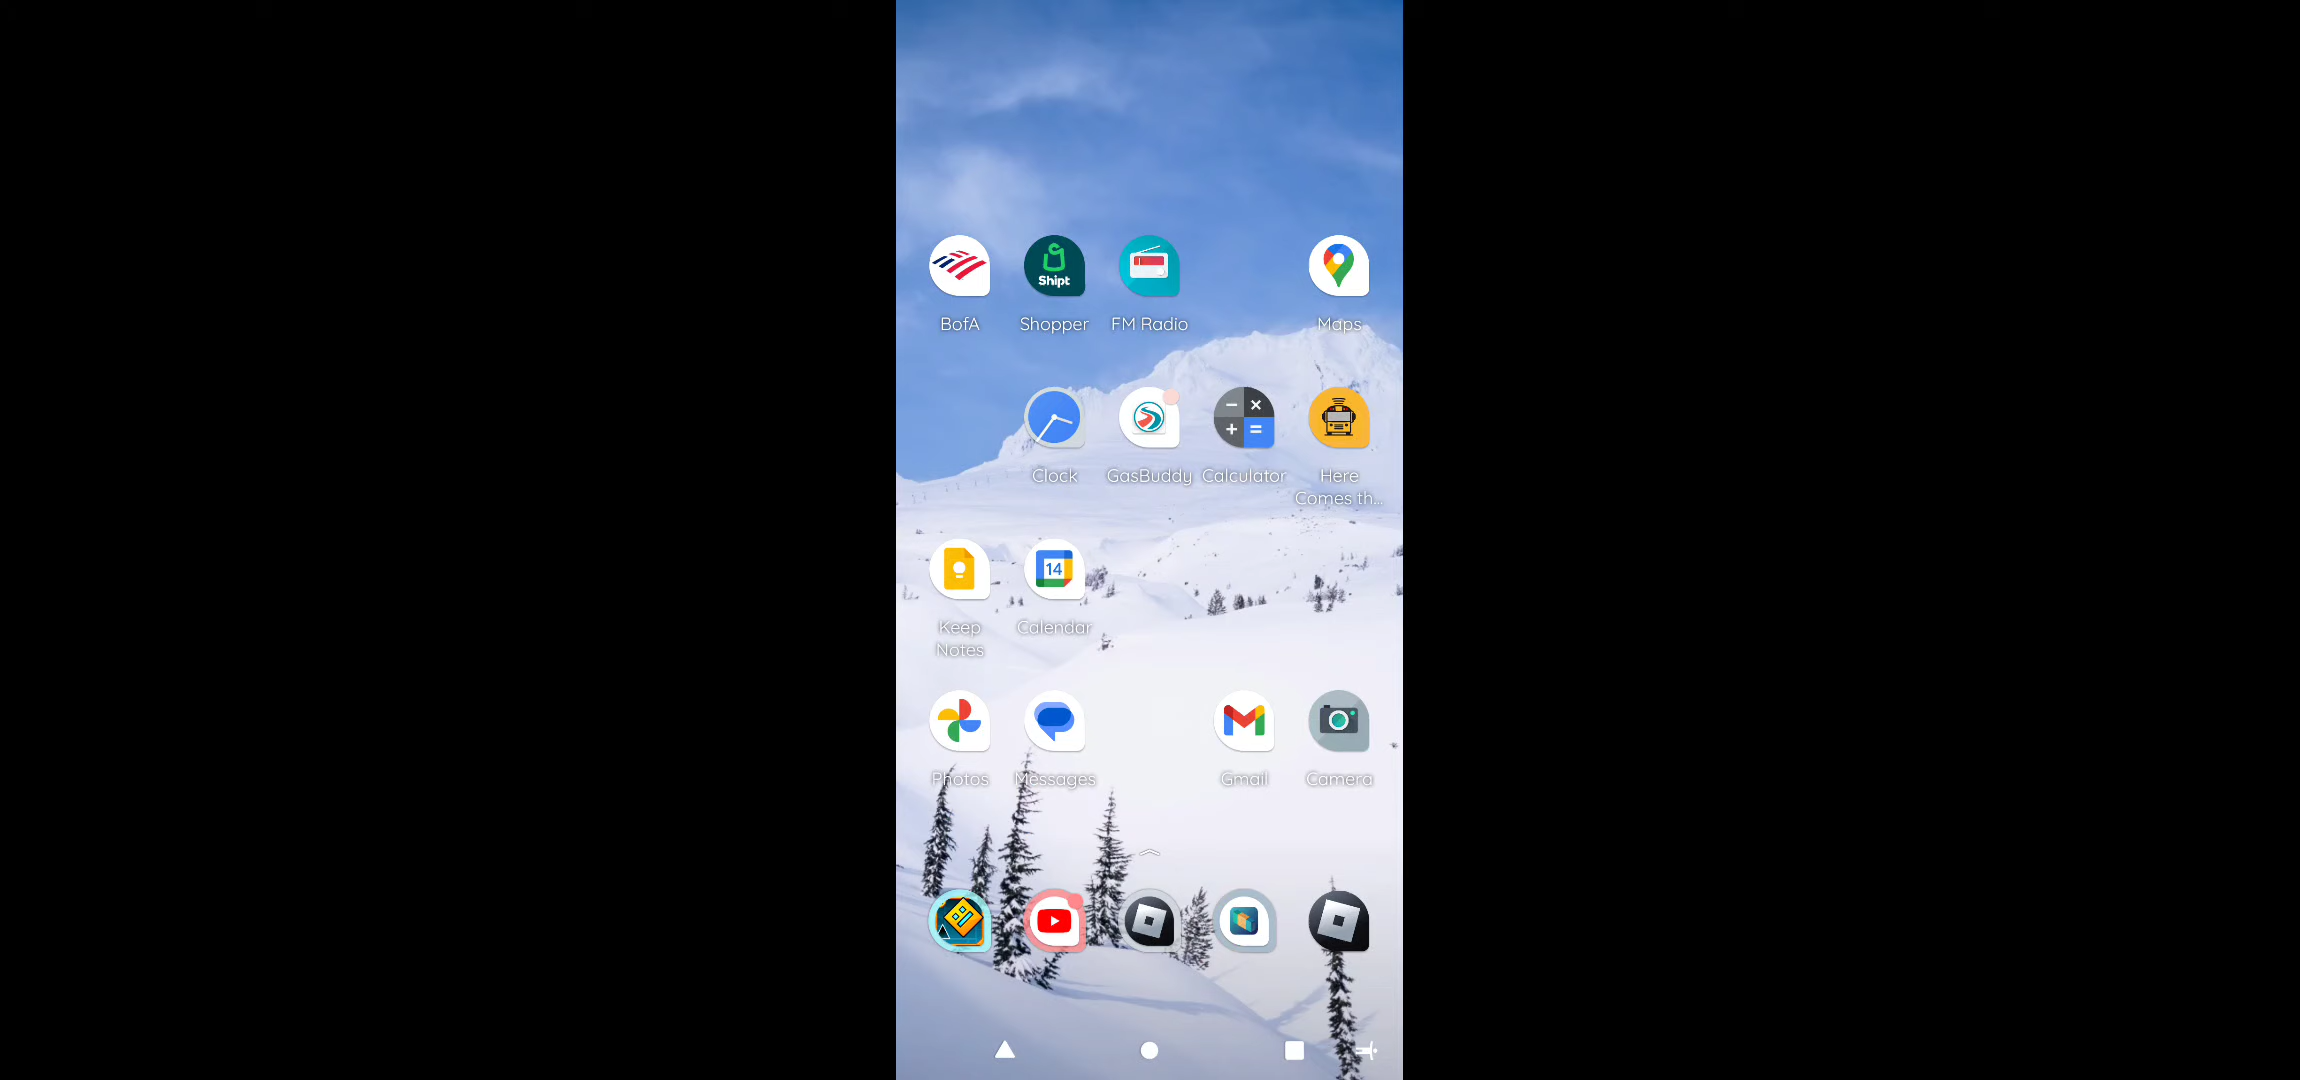 Shipt
BofA
Shopper
FM Radio
Maps
Clock
GasBuddy
Calculator
Here
Comes th...
14
Keep
Notes
Calendar
Photos
Messages
Gmail
Camera